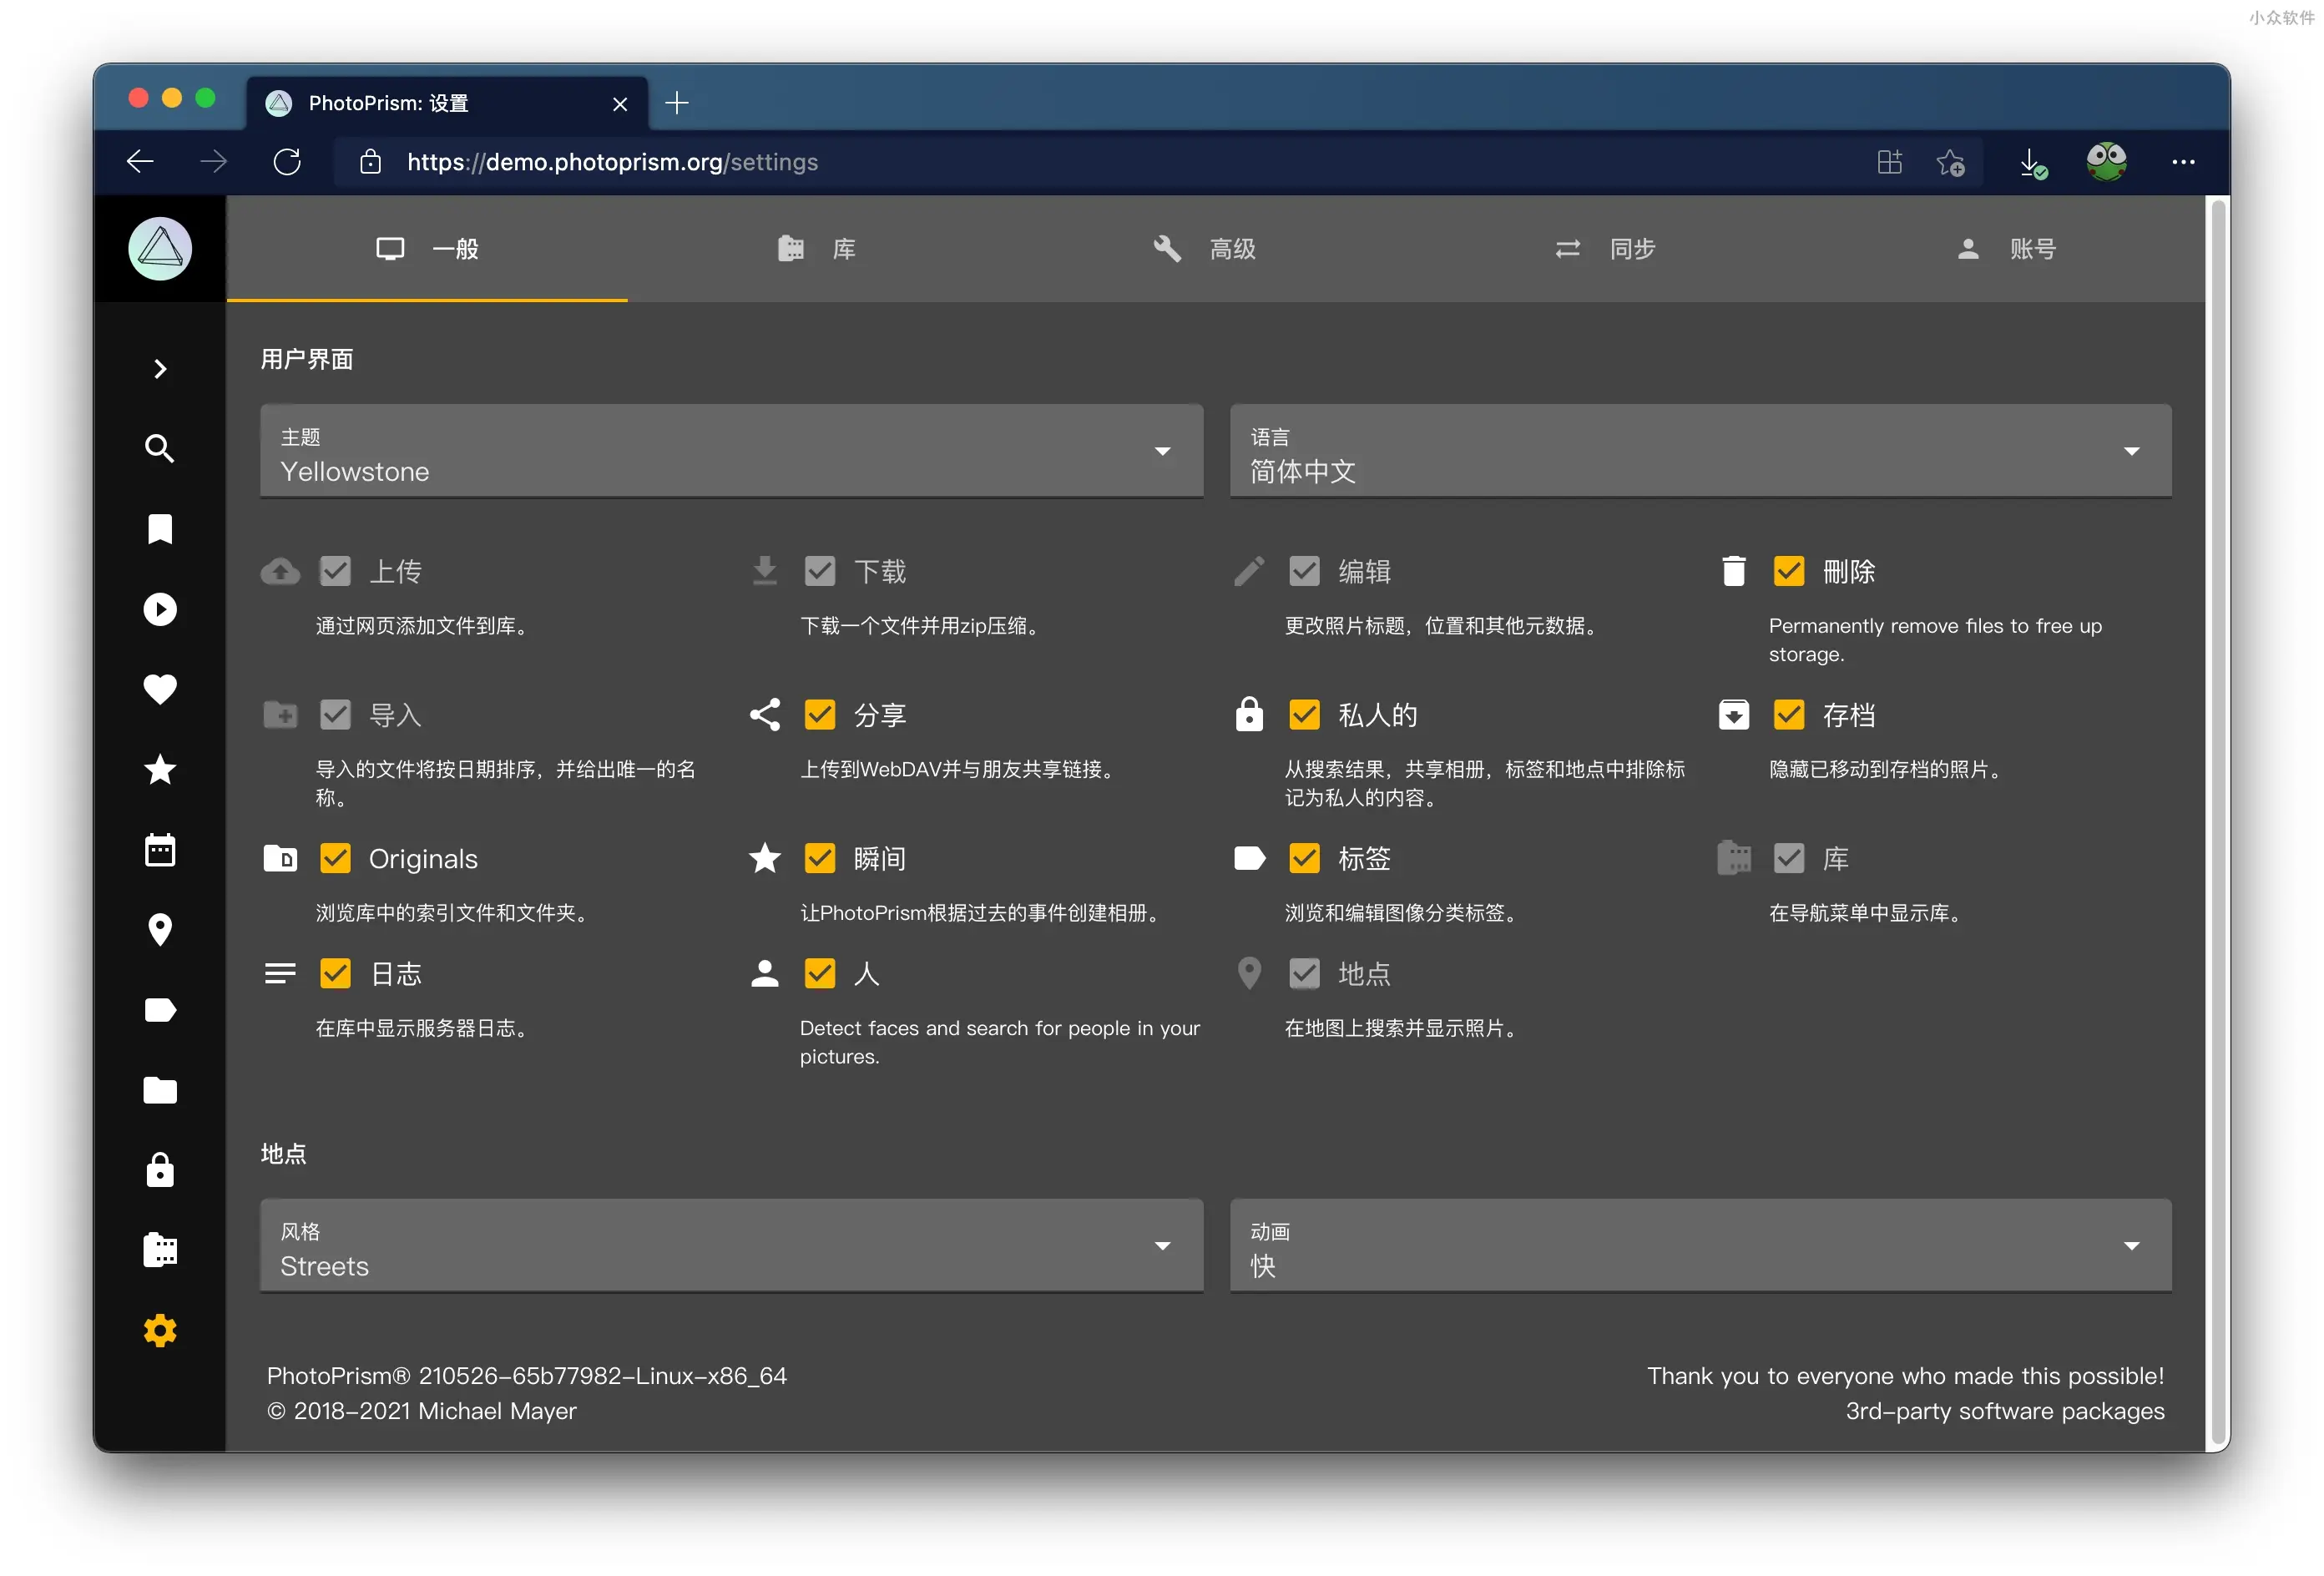 小众软件
PhotoPrism: 设置
https://demo.photoprism.org/settings
一般
库
高级
同步
账号
用户界面
主题
Yellowstone
语言
简体中文
上传
下载
编辑
刪除
通过网页添加文件到库。
下载一个文件并用zip压缩。
更改照片标题，位置和其他元数据。
Permanently remove files to free up
storage.
导入
分享
私人的
存档
导入的文件将按日期排序，并给出唯一的名
称。
上传到WebDAV并与朋友共享链接。
从搜索结果，共享相册，标签和地点中排除标
记为私人的内容。
隐藏已移动到存档的照片。
Originals
瞬间
标签
库
浏览库中的索引文件和文件夹。
让PhotoPrism根据过去的事件创建相册。
浏览和编辑图像分类标签。
在导航菜单中显示库。
日志
人
地点
在库中显示服务器日志。
Detect faces and search for people in your
pictures.
在地图上搜索并显示照片。
地点
风格
Streets
动画
快
PhotoPrism® 210526-65b77982-Linux-x86_64
Thank you to everyone who made this possible!
© 2018-2021 Michael Mayer
3rd-party software packages